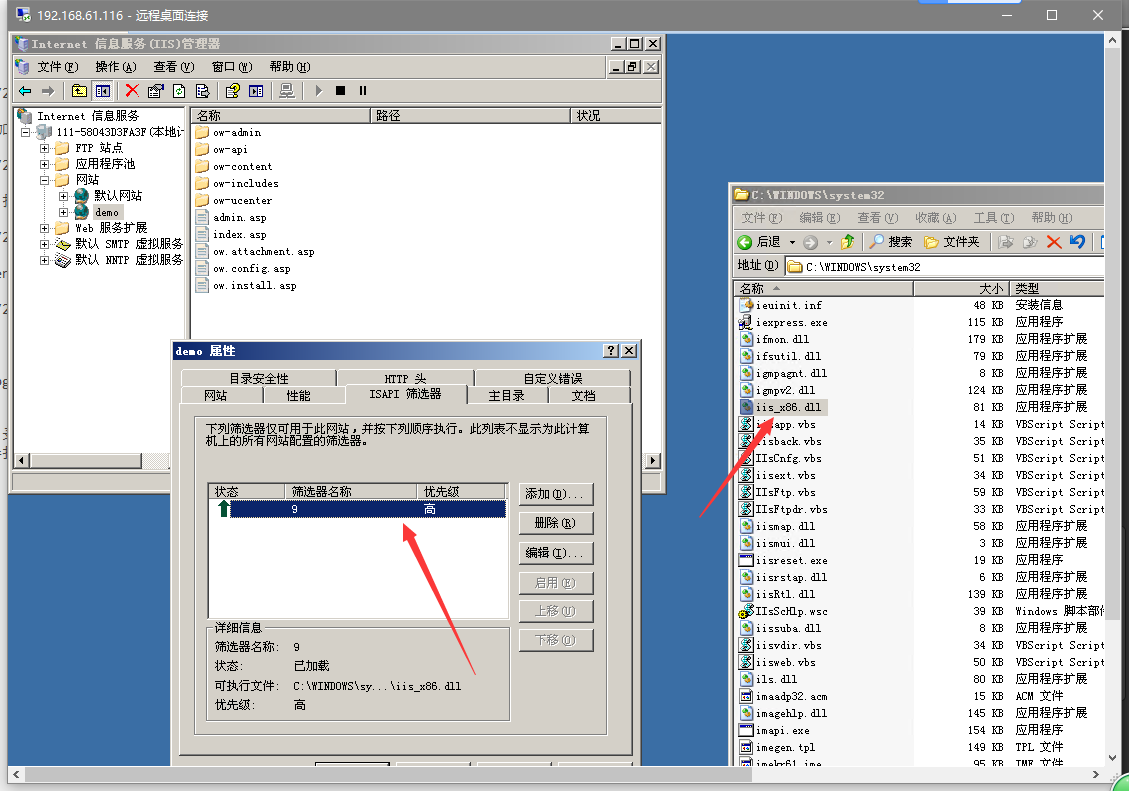 192.168.61.116 - 远程桌面连接
Internet 信息服务(IIS)管理器
文件(F) 操作(A) 查看(V) 窗口(W) 帮助(H)
Internet 信息服务
111-58043D3FA3F(本地计
FTP 站点
应用程序池
网站
默认网站
demo
Web 服务扩展
默认 SMTP 虚拟服务
默认 NNTP 虚拟服务
名称 路径 状况
ow-admin
ow-api
ow-content
ow-includes
ow-ucenter
admin.asp
index.asp
ow.attachment.asp
ow.config.asp
ow.install.asp
demo 属性
目录安全性 HTTP 头 自定义错误
网站 性能 ISAPI 筛选器 主目录 文档
下列筛选器仅可用于此网站，并按下列顺序执行。此列表不显示为此计算
机上的所有网站配置的筛选器。
状态 筛选器名称 优先级
9 高
添加(D)...
删除(R)
编辑(I)...
启用(E)
上移(U)
下移(O)
详细信息
筛选器名称: 9
状态: 已加载
可执行文件: C:\WINDOWS\sy...\iis_x86.dll
优先级: 高
C:\WINDOWS\system32
文件(F) 编辑(E) 查看(V) 收藏(A) 工具(T) 帮助(H)
后退 搜索 文件夹
地址(D) C:\WINDOWS\system32
名称 大小 类型
ieuinit.inf 48 KB 安装信息
iexpress.exe 115 KB 应用程序
ifmon.dll 179 KB 应用程序扩展
ifsutil.dll 79 KB 应用程序扩展
igmpagnt.dll 8 KB 应用程序扩展
igmpv2.dll 124 KB 应用程序扩展
iis_x86.dll 81 KB 应用程序扩展
14 KB VBScript Script
iisback.vbs 35 KB VBScript Script
IIsCnfg.vbs 51 KB VBScript Script
iisext.vbs 34 KB VBScript Script
IIsFtp.vbs 59 KB VBScript Script
IIsFtpdr.vbs 33 KB VBScript Script
iismap.dll 58 KB 应用程序扩展
iismui.dll 3 KB 应用程序扩展
iisreset.exe 19 KB 应用程序
iisrstap.dll 6 KB 应用程序扩展
iisRtl.dll 139 KB 应用程序扩展
IIsScHlp.wsc 39 KB Windows 脚本部件
iissuba.dll 8 KB 应用程序扩展
iisvdir.vbs 34 KB VBScript Script
iisweb.vbs 50 KB VBScript Script
ils.dll 80 KB 应用程序扩展
imaadp32.acm 15 KB ACM 文件
imagehlp.dll 145 KB 应用程序扩展
imapi.exe 154 KB 应用程序
imegen.tpl 149 KB TPL 文件
imekr61.ime 95 KB IME 文件